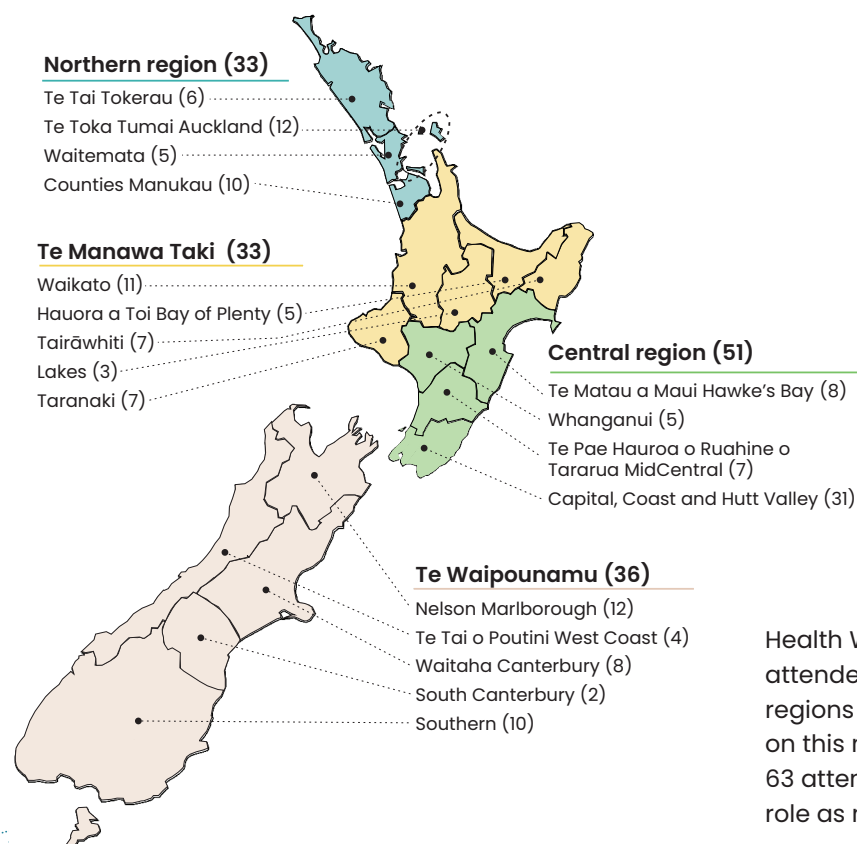 Northern region (33)
Te Tai Tokerau (6)
Te Toka Tumai Auckland (12)
Waitemata (5)
Counties Manukau (10)
Te Manawa Taki (33)
Waikato (11)
Hauora a Toi Bay of Plenty (5)
Tairāwhiti (7)
Lakes (3)
Taranaki (7)
Central region (51)
Te Matau a Maui Hawke’s Bay (8)
Whanganui (5)
Te Pae Hauroa o Ruahine o
Tararua MidCentral (7)
Capital, Coast and Hutt Valley (31)
Te Waipounamu (36)
Nelson Marlborough (12)
Te Tai o Poutini West Coast (4)
Waitaha Canterbury (8)
South Canterbury (2)
Southern (10)
Health
regions
on this
63
role as